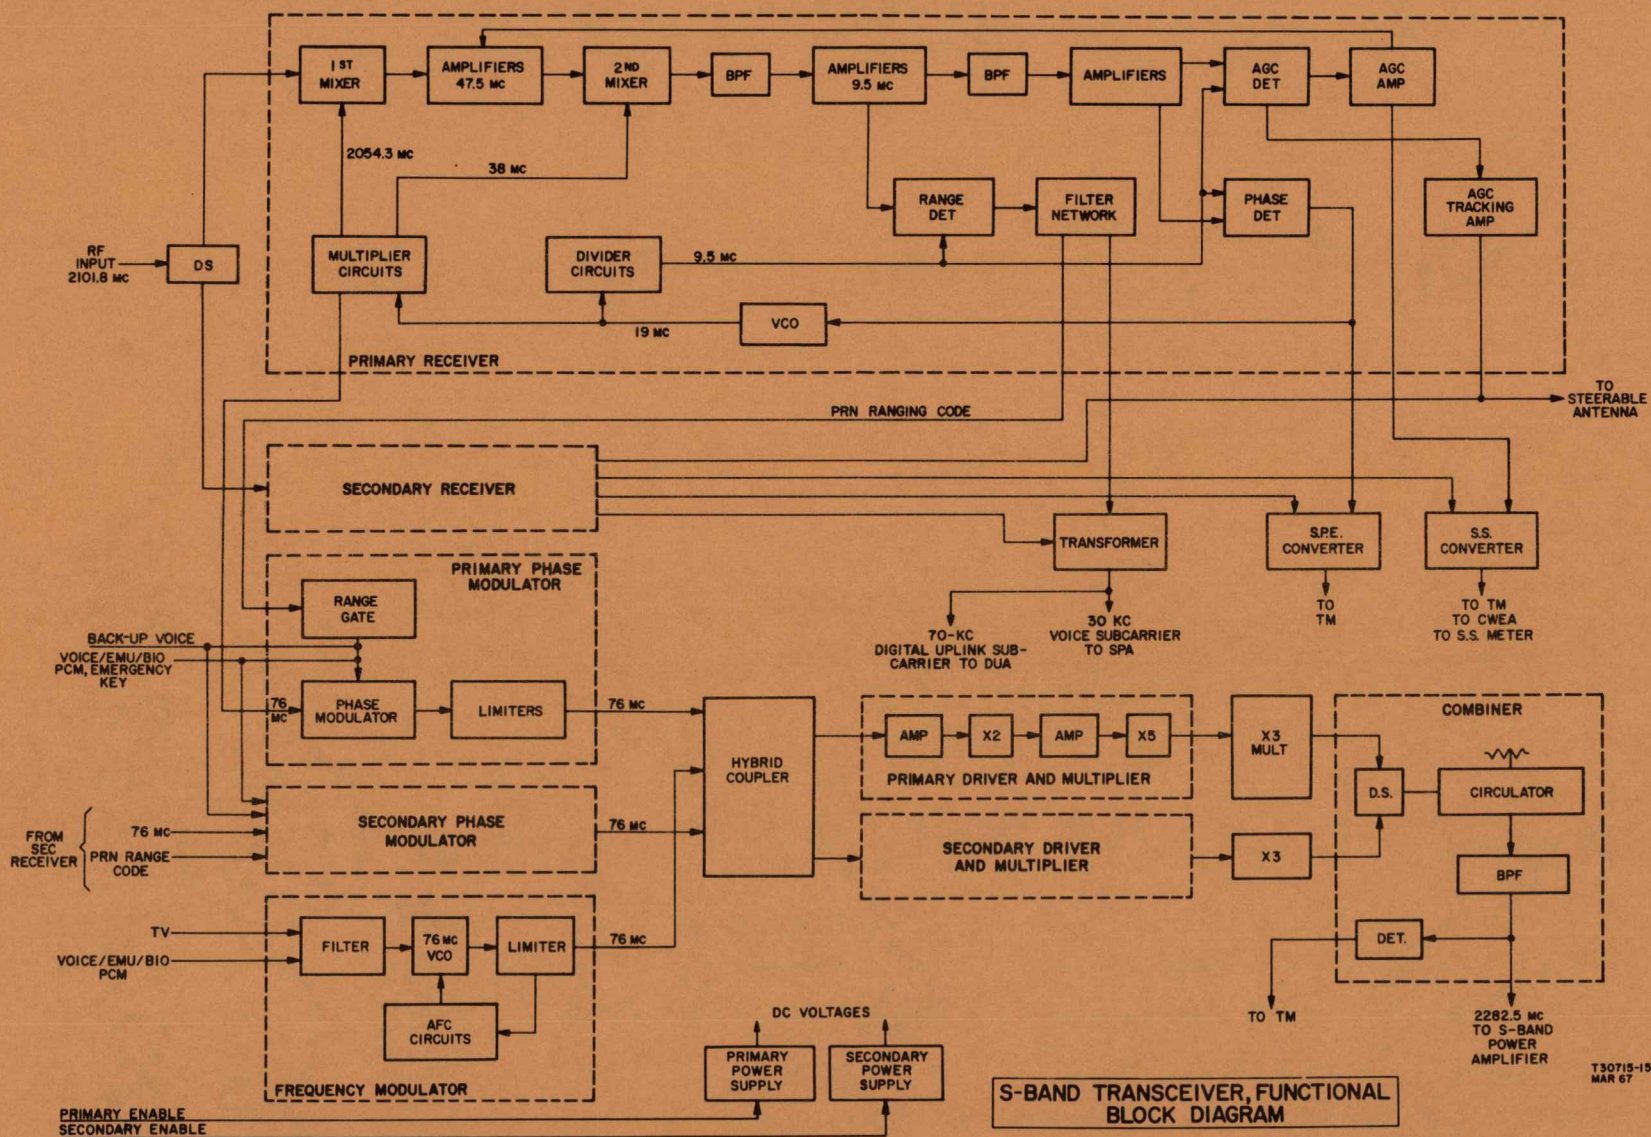 1ST
MIXER
AMPLIFIERS
47.5 MC
2ND
MIXER
BPF
AMPLIFIERS
9.5 MC
BPF
AMPLIFIERS
AGC
DET
AGC
AMP
2054.3 MC
38 MC
RANGE
DET
FILTER
NETWORK
PHASE
DET
AGC
TRACKING
AMP
RF
INPUT
2101.8 MC
DS
MULTIPLIER
CIRCUITS
DIVIDER
CIRCUITS
9.5 MC
19 MC
VCO
PRIMARY RECEIVER
TO
STEERABLE
ANTENNA
PRN RANGING CODE
SECONDARY RECEIVER
TRANSFORMER
S.P.E.
CONVERTER
S.S.
CONVERTER
PRIMARY PHASE
MODULATOR
RANGE
GATE
TO
TM
TO TM
TO CWEA
TO S.S. METER
70-KC
DIGITAL UPLINK SUB-
CARRIER TO DUA
30 KC
VOICE SUBCARRIER
TO SPA
BACK-UP VOICE
VOICE/EMU/BIO
PCM, EMERGENCY
KEY
76
MC
PHASE
MODULATOR
LIMITERS
76 MC
HYBRID
COUPLER
AMP
X2
AMP
X5
PRIMARY DRIVER AND MULTIPLIER
X3
MULT
COMBINER
D.S.
CIRCULATOR
FROM
SEC
RECEIVER
76 MC
PRN RANGE
CODE
SECONDARY PHASE
MODULATOR
76 MC
SECONDARY DRIVER
AND MULTIPLIER
X3
BPF
TV
VOICE/EMU/BIO
PCM
FILTER
76 MC
VCO
LIMITER
76 MC
DET.
AFC
CIRCUITS
FREQUENCY MODULATOR
DC VOLTAGES
PRIMARY
POWER
SUPPLY
SECONDARY
POWER
SUPPLY
TO TM
2282.5 MC
TO S-BAND
POWER
AMPLIFIER
PRIMARY ENABLE
SECONDARY ENABLE
S-BAND TRANSCEIVER, FUNCTIONAL
BLOCK DIAGRAM
T30715-15
MAR 67